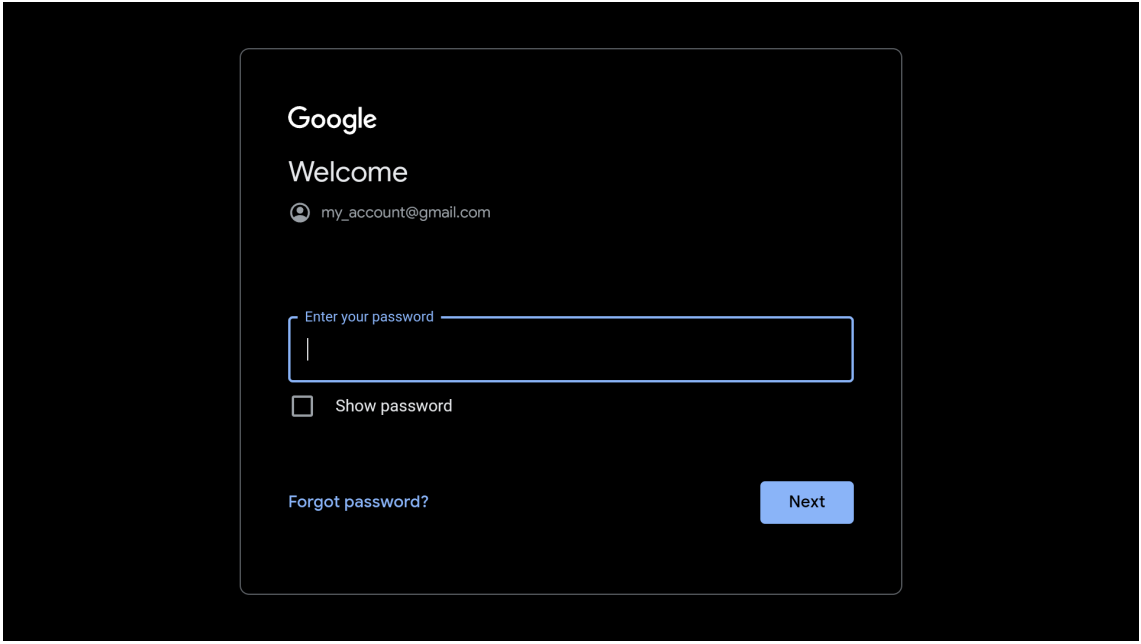 Google
Welcome
my_account@gmail.com
Enter your password
Show password
Forgot password?
Next